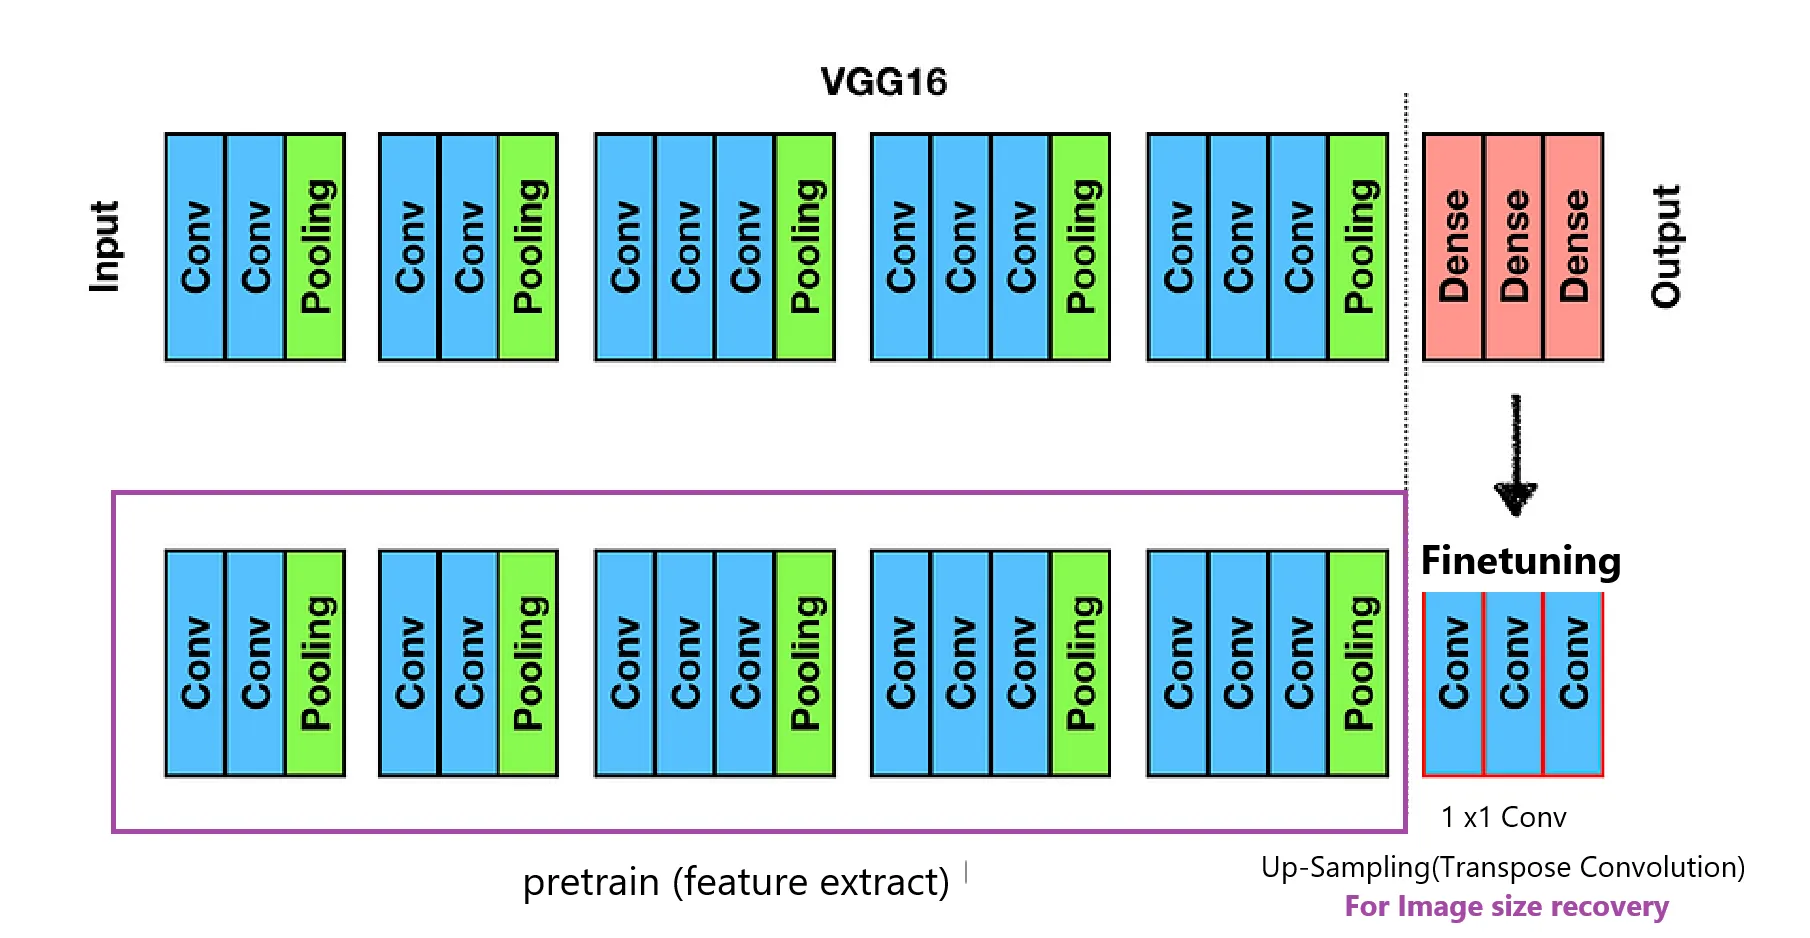 VGG16
Input
Conv
Conv
Pooling
Conv
Conv
Pooling
Conv
Conv
Conv
Pooling
Conv
Conv
Conv
Pooling
Conv
Conv
Conv
Pooling
Dense
Dense
Dense
Output
Finetuning
Conv
Conv
Pooling
Conv
Conv
Pooling
Conv
Conv
Conv
Pooling
Conv
Conv
Conv
Pooling
Conv
Conv
Conv
Pooling
Conv
Conv
Conv
1 x1 Conv
pretrain (feature extract)
Up-Sampling(Transpose Convolution)
For Image size recovery